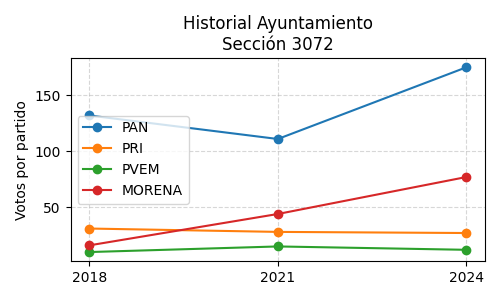 Historial Ayuntamiento
Sección 3072
Votos por partido
150
100
50
PAN
PRI
PVEM
MORENA
2018
2021
2024